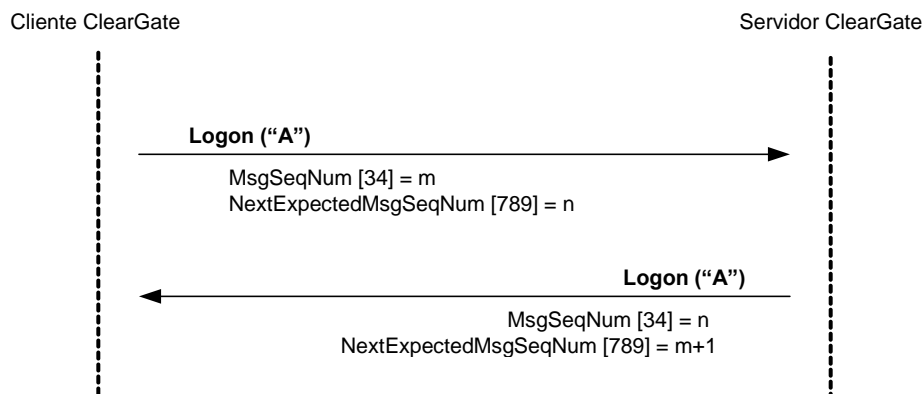 Cliente ClearGate
Servidor ClearGate
Logon (“A”)
MsgSeqNum [34] = m
NextExpectedMsgSeqNum [789] = n
Logon (“A”)
MsgSeqNum [34] = n
NextExpectedMsgSeqNum [789] = m+1